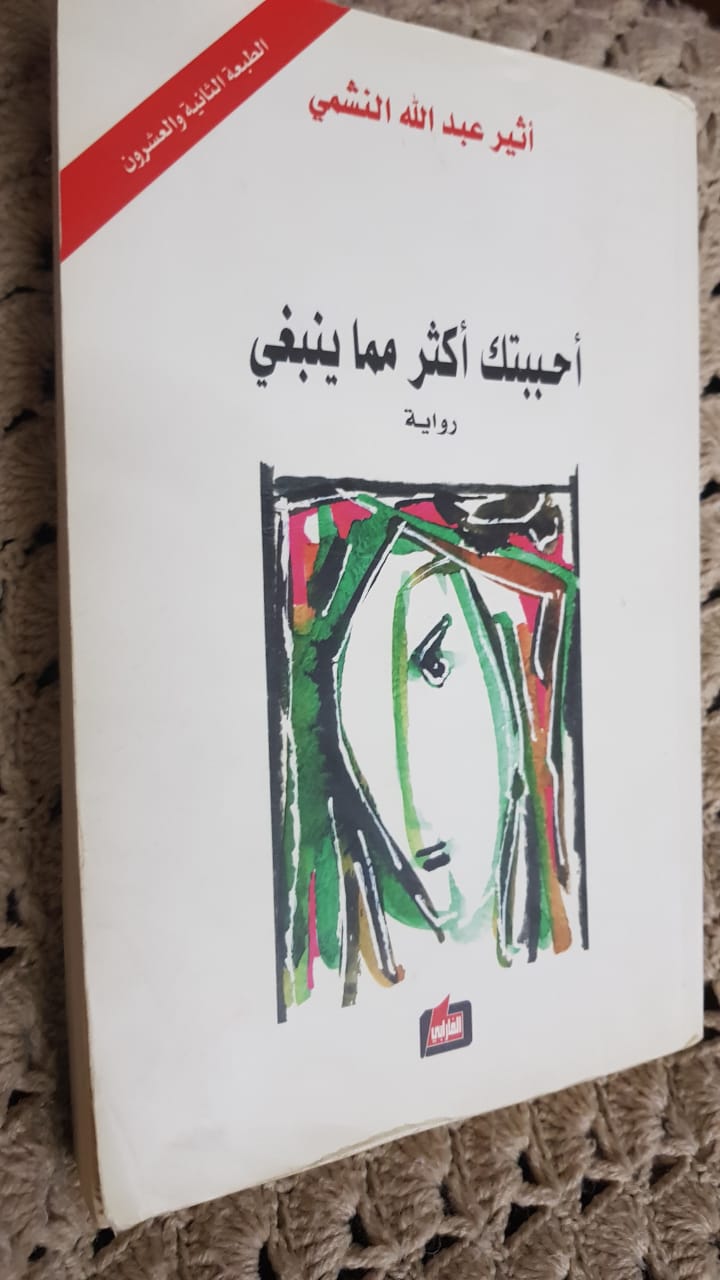 الطبعة الثانية والعشرون
أثير عبد الله النشمي
أحببتك أكثر مما ينبغي
رواية
الفارابي